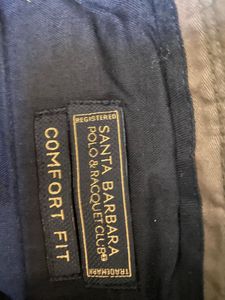 REGISTERED
SANTA BARBARA
POLO & RACQUET CLUB®
TRADEMARK
COMFORT FIT